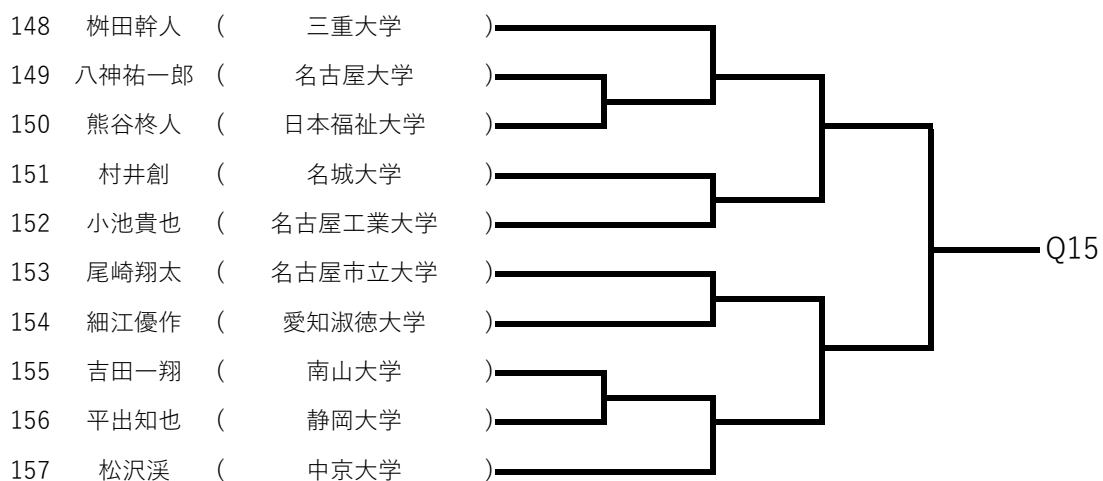 148 桝田幹人 ( 三重大学 )
149 八神祐一郎 ( 名古屋大学 )
150 熊谷柊人 ( 日本福祉大学 )
151 村井創 ( 名城大学 )
152 小池貴也 ( 名古屋工業大学 )
153 尾崎翔太 ( 名古屋市立大学 )
Q15
154 細江優作 ( 愛知淑徳大学 )
155 吉田一翔 ( 南山大学 )
156 平出知也 ( 静岡大学 )
157 松沢渓 ( 中京大学 )